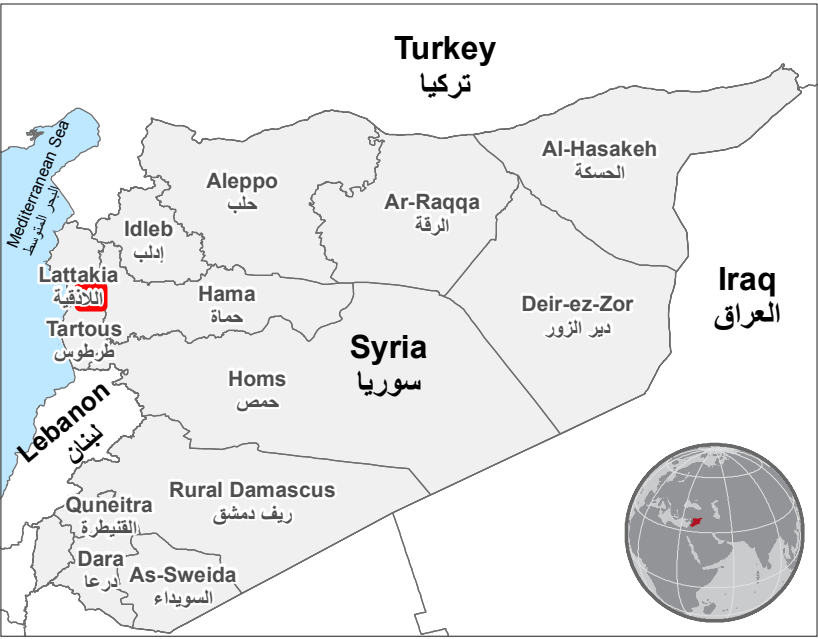 Turkey
تركيا
Mediterranean Sea
البحر المتوسط
Al-Hasakeh
الحسكة
Aleppo
حلب
Ar-Raqqa
الرقة
Idleb
إدلب
Lattakia
اللاذقية
Hama
حماة
Deir-ez-Zor
دير الزور
Iraq
العراق
Tartous
طرطوس
Syria
سوريا
Homs
حمص
Lebanon
لبنان
Rural Damascus
ريف دمشق
Quneitra
القنيطرة
Dara
درعا
As-Sweida
السويداء